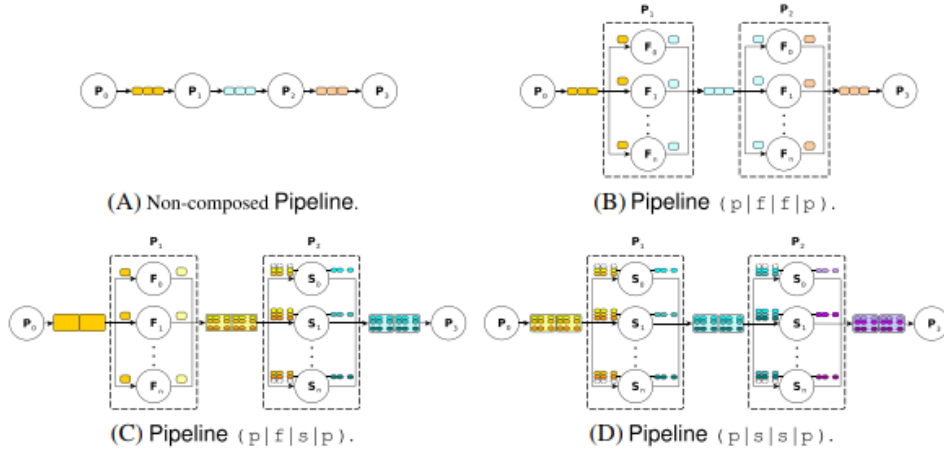 P0 P1 P2 P3
(A) Non-composed Pipeline.
P1 P2
F0 F0
P0 F1 F1 P3
Fn Fn
(B) Pipeline (p|f|f|p).
P1 P2
F0 S0
P0 F1 S1 P3
Fn Sn
(C) Pipeline (p|f|s|p).
P1 P2
S0 S0
P0 S1 S1 P3
Sn Sn
(D) Pipeline (p|s|s|p).